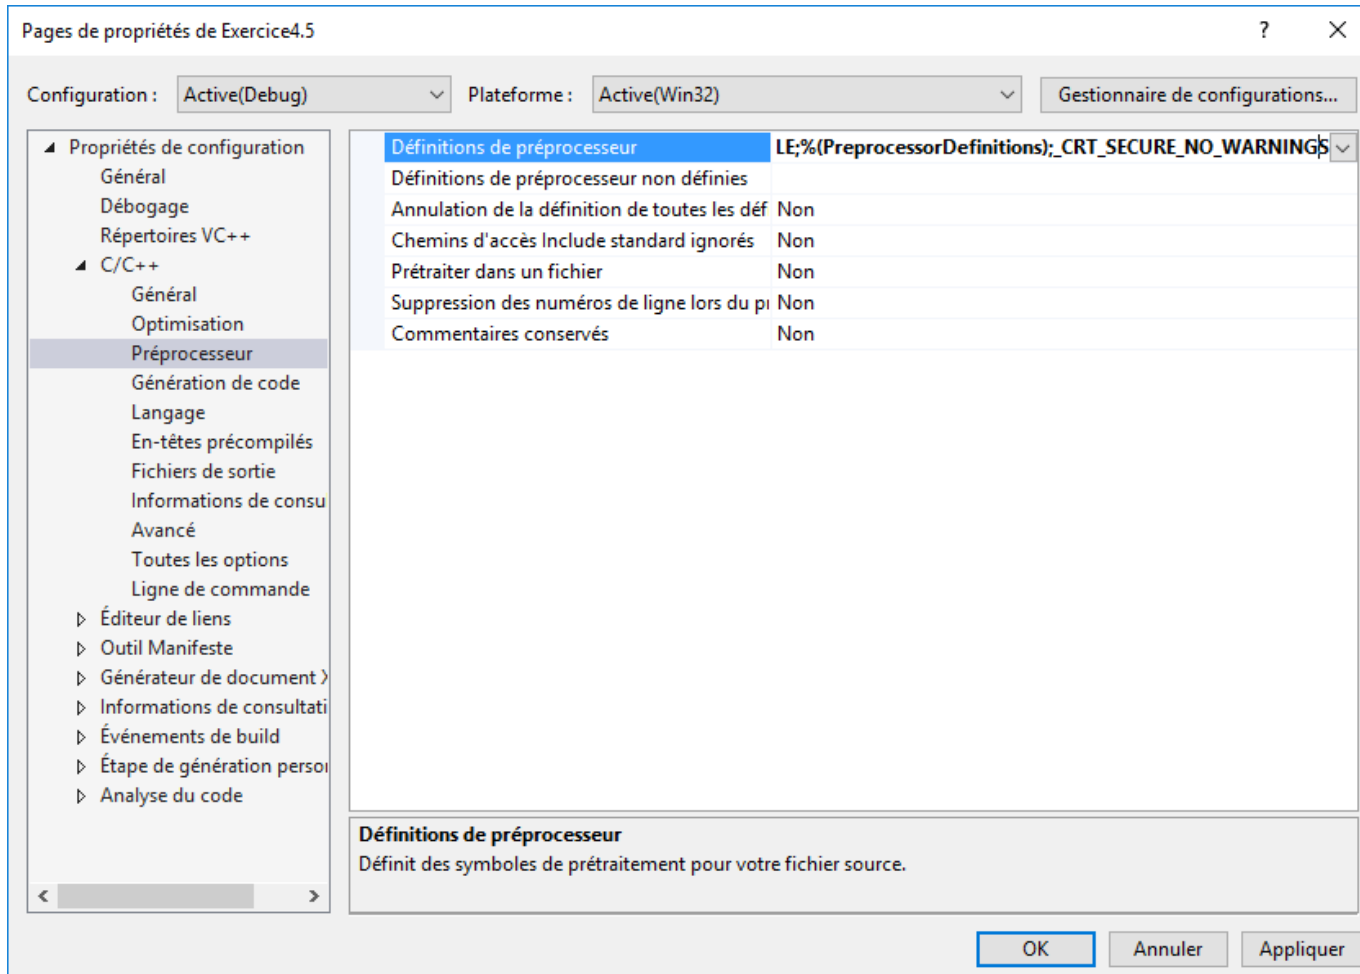 Pages de propriétés de Exercice4.5 ?
Configuration : Active(Debug) Plateforme : Active(Win32) Gestionnaire de configurations...
Propriétés de configuration
Général
Débogage
Répertoires VC++
C/C++
Général
Optimisation
Préprocesseur
Génération de code
Langage
En-têtes précompilés
Fichiers de sortie
Informations de consu
Avancé
Toutes les options
Ligne de commande
Éditeur de liens
Outil Manifeste
Générateur de document X
Informations de consultati
Événements de build
Étape de génération person
Analyse du code
Définitions de préprocesseur LE;%(PreprocessorDefinitions);_CRT_SECURE_NO_WARNINGS
Définitions de préprocesseur non définies
Annulation de la définition de toutes les déf Non
Chemins d'accès Include standard ignorés Non
Prétraiter dans un fichier Non
Suppression des numéros de ligne lors du pr Non
Commentaires conservés Non
Définitions de préprocesseur
Définit des symboles de prétraitement pour votre fichier source.
OK Annuler Appliquer